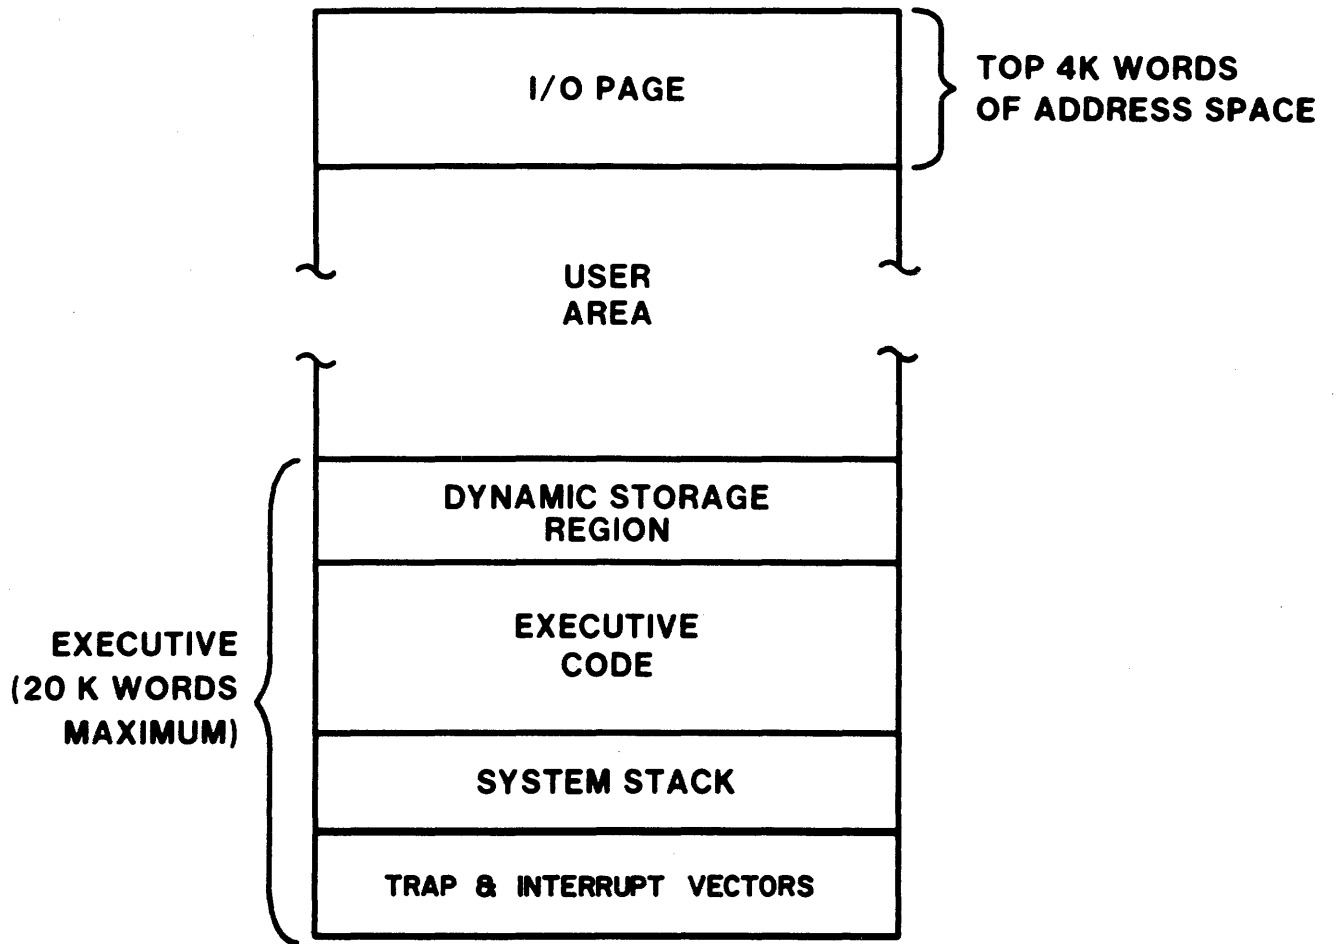 I/O PAGE
TOP 4K WORDS
OF ADDRESS SPACE
USER
AREA
DYNAMIC STORAGE
REGION
EXECUTIVE
CODE
EXECUTIVE
(20 K WORDS
MAXIMUM)
SYSTEM STACK
TRAP & INTERRUPT VECTORS